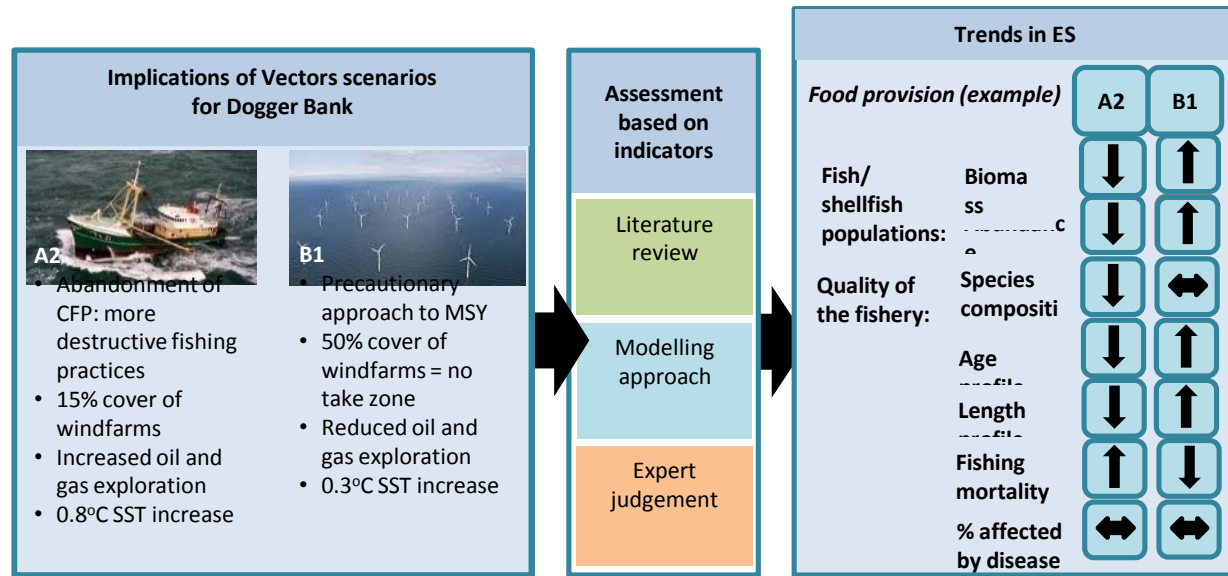 Implications of Vectors scenarios
for Dogger Bank
A2
• Abandonment of
CFP: more
destructive fishing
practices
• 15% cover of
windfarms
• Increased oil and
gas exploration
• 0.8°C SST increase
B1
• Precautionary
approach to MSY
• 50% cover of
windfarms = no
take zone
• Reduced oil and
gas exploration
• 0.3°C SST increase
Assessment
based on
indicators
Literature
review
Modelling
approach
Expert
judgement
Trends in ES
Food provision (example)
A2
B1
Fish/
shellfish
populations:
Bioma
ss
Abundanc
e
Quality of
the fishery:
Species
compositi
Age
profile
Length
profile
Fishing
mortality
% affected
by disease